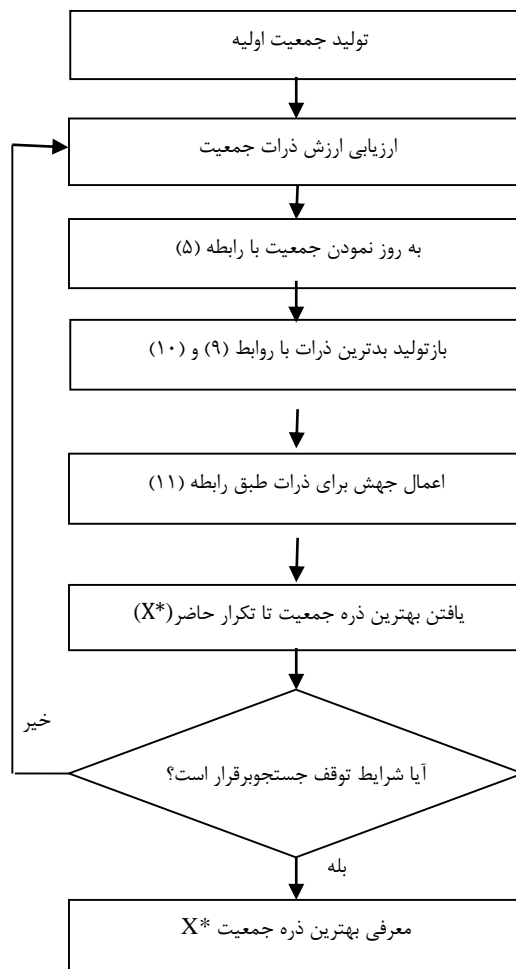 تولید جمعیت اولیه
ارزیابی ارزش ذرات جمعیت
به روز نمودن جمعیت با رابطه (۵)
بازتولید بدترین ذرات با روابط (۹) و (۱۰)
اعمال جهش برای ذرات طبق رابطه (۱۱)
یافتن بهترین ذره جمعیت تا تکرار حاضر(X*)
خیر
آیا شرایط توقف جستجوبرقرار است؟
بله
معرفی بهترین ذره جمعیت X*